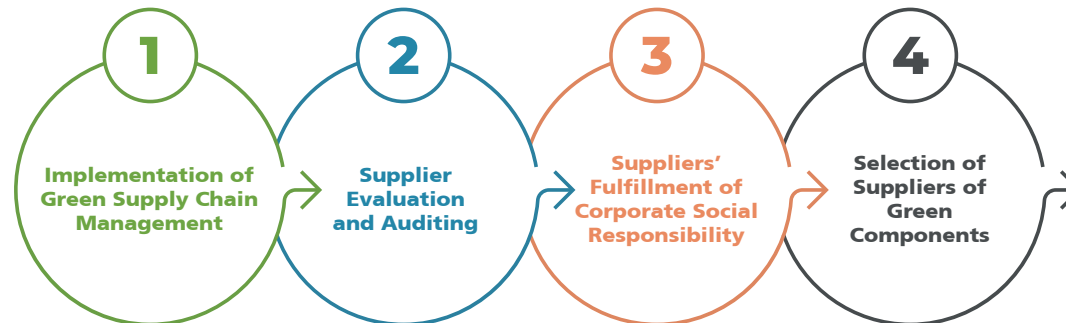 1
Implementation of
Green Supply Chain
Management
2
Supplier
Evaluation
and Auditing
3
Suppliers’
Fulfillment of
Corporate Social
Responsibility
4
Selection of
Suppliers of
Green
Components